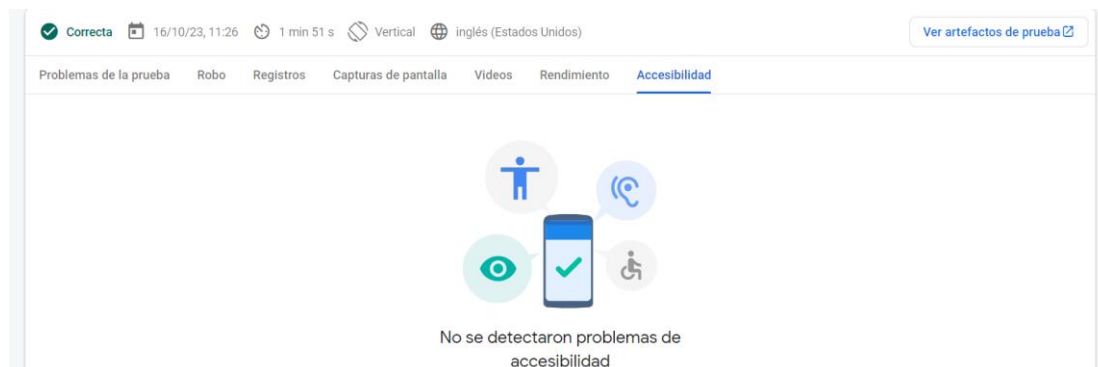 Correcta 16/10/23, 11:26 1 min 51 s Vertical inglés (Estados Unidos) Ver artefactos de prueba
Problemas de la prueba Robo Registros Capturas de pantalla Videos Rendimiento Accesibilidad
No se detectaron problemas de
accesibilidad